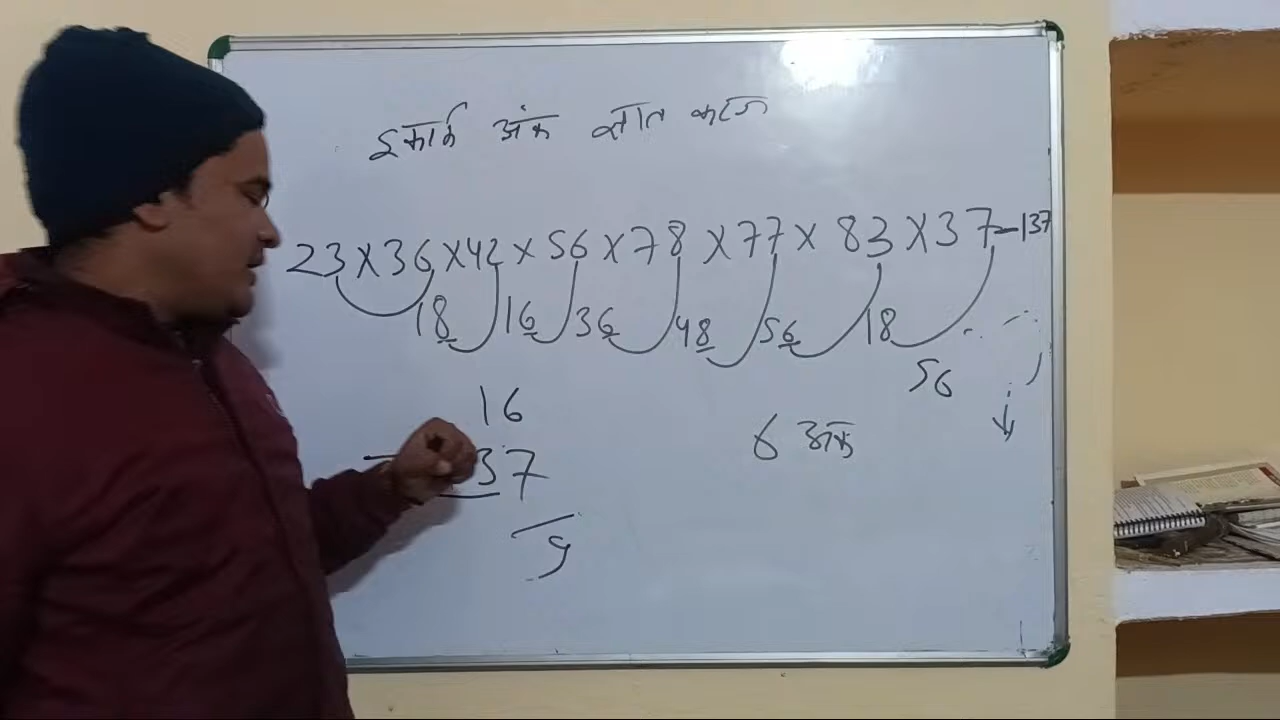 इकाई अंक ज्ञात करो
23 X 36 X 42 X 56 X 78 X 77 X 83 X 37 - 137
18 16 36 48 56 18
56
16
6 अंक
37
9